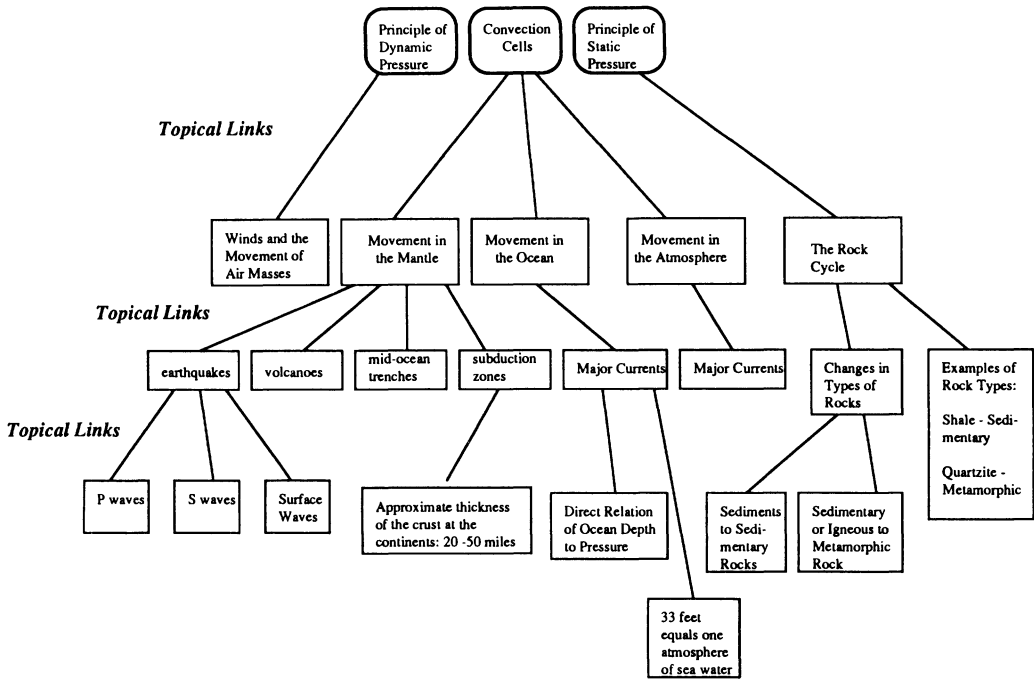 Principle of
Dynamic
Pressure
Convection
Cells
Principle of
Static
Pressure
Topical Links
Winds and the
Movement of
Air Masses
Movement in
the Mantle
Movement in
the Ocean
Movement in
the Atmosphere
The Rock
Cycle
Topical Links
earthquakes
volcanoes
mid-ocean
trenches
subduction
zones
Major Currents
Major Currents
Changes in
Types of
Rocks
Examples of
Rock Types:
Shale - Sedi-
mentary
Quartzite -
Metamorphic
Topical Links
P waves
S waves
Surface
Waves
Approximate thickness
of the crust at the
continents: 20 -50 miles
Direct Relation
of Ocean Depth
to Pressure
Sediments
to Sedi-
mentary
Rocks
Sedimentary
or Igneous to
Metamorphic
Rock
33 feet
equals one
atmosphere
of sea water